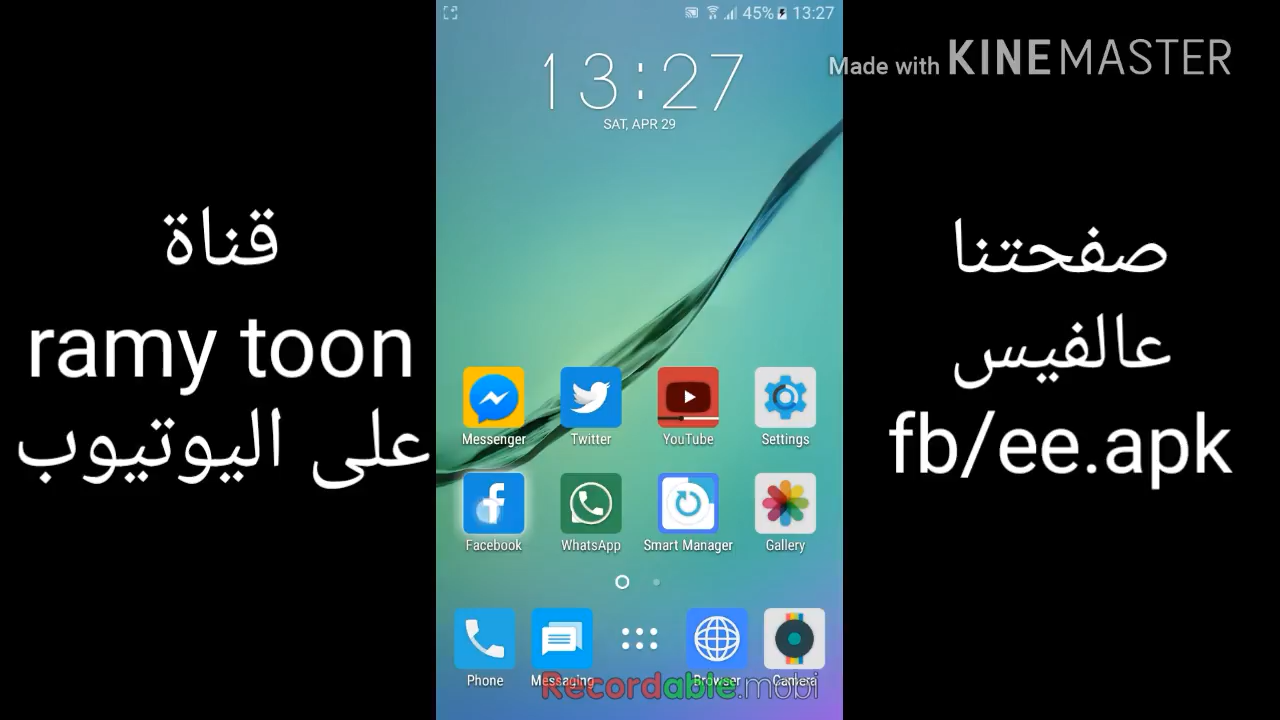 45% 13:27
Made with KINEMASTER
13:27
SAT, APR 29
قناة
ramy toon
على اليوتيوب
صفحتنا
عالفيس
fb/ee.apk
Messenger Twitter YouTube Settings
Facebook WhatsApp Smart Manager Gallery
Phone Messaging Browser Camera
Recordable.mobi